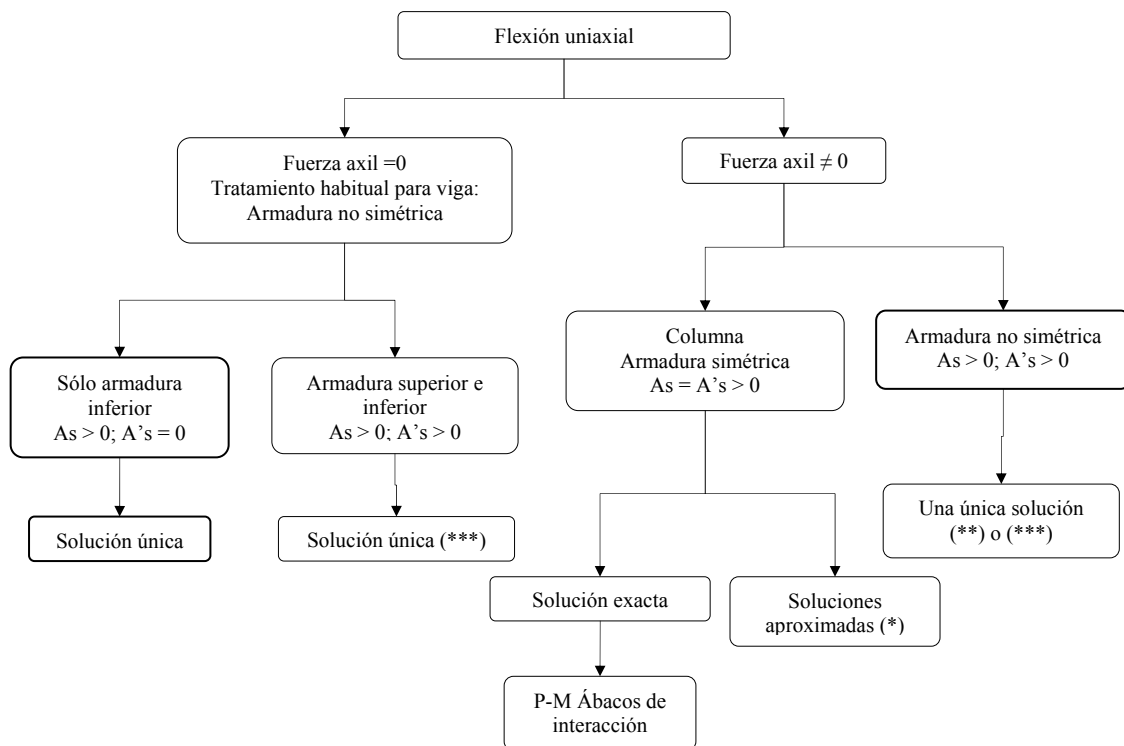 Flexión uniaxial
Fuerza axil =0
Tratamiento habitual para viga:
Armadura no simétrica
Fuerza axil ≠ 0
Sólo armadura
inferior
As > 0; A’s = 0
Armadura superior e
inferior
As > 0; A’s > 0
Columna
Armadura simétrica
As = A’s > 0
Armadura no simétrica
As > 0; A’s > 0
Solución única
Solución única (***)
Una única solución
(**) o (***)
Solución exacta
Soluciones
aproximadas (*)
P-M Ábacos de
interacción